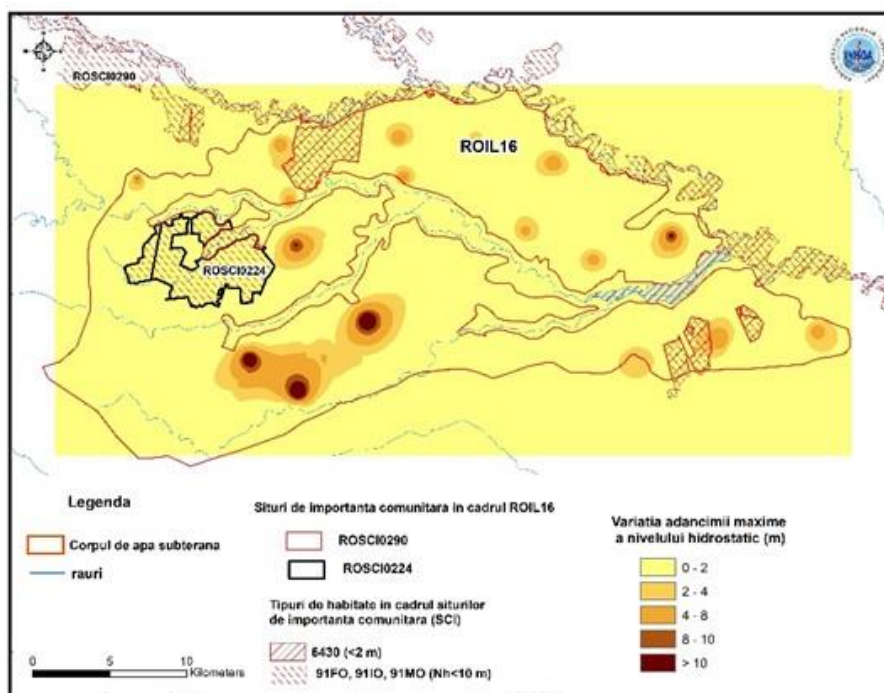 ROSCI0290
ROIL16
ROSCI0224
Legenda
Corpul de apa subterana
rauri
0 5 10 Kilometers
Situri de importanta comunitara in cadrul ROIL16
ROSCI0290
ROSCI0224
Tipuri de habitate in cadrul siturilor
de importanta comunitara (SCI)
6430 (<2 m)
91FO, 91IO, 91MO (Nh<10 m)
Variatia adancimii maxime
a nivelului hidrostatic (m)
0 - 2
2 - 4
4 - 8
8 - 10
> 10